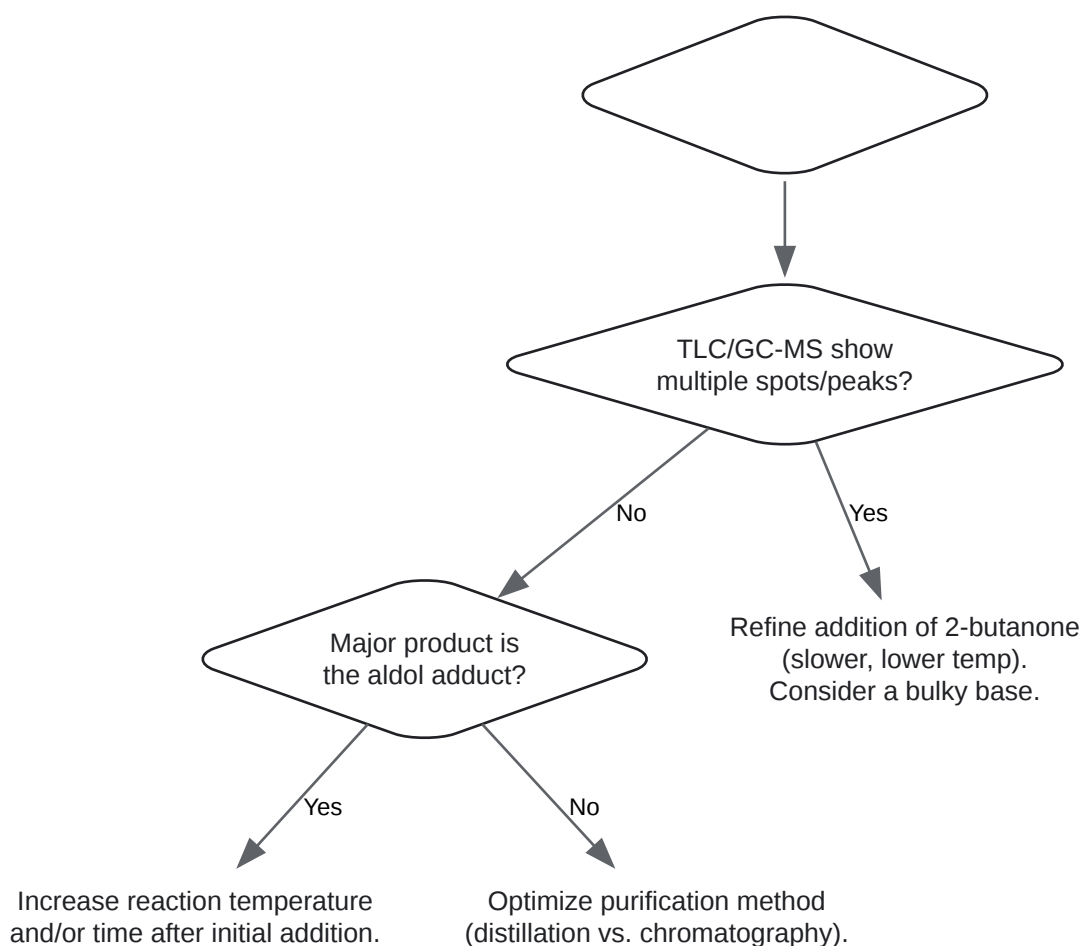 TLC/GC-MS show
multiple spots/peaks?
No
Yes
Major product is
the aldol adduct?
Refine addition of 2-butanone
(slower, lower temp).
Consider a bulky base.
Yes
No
Increase reaction temperature
and/or time after initial addition.
Optimize purification method
(distillation vs. chromatography).